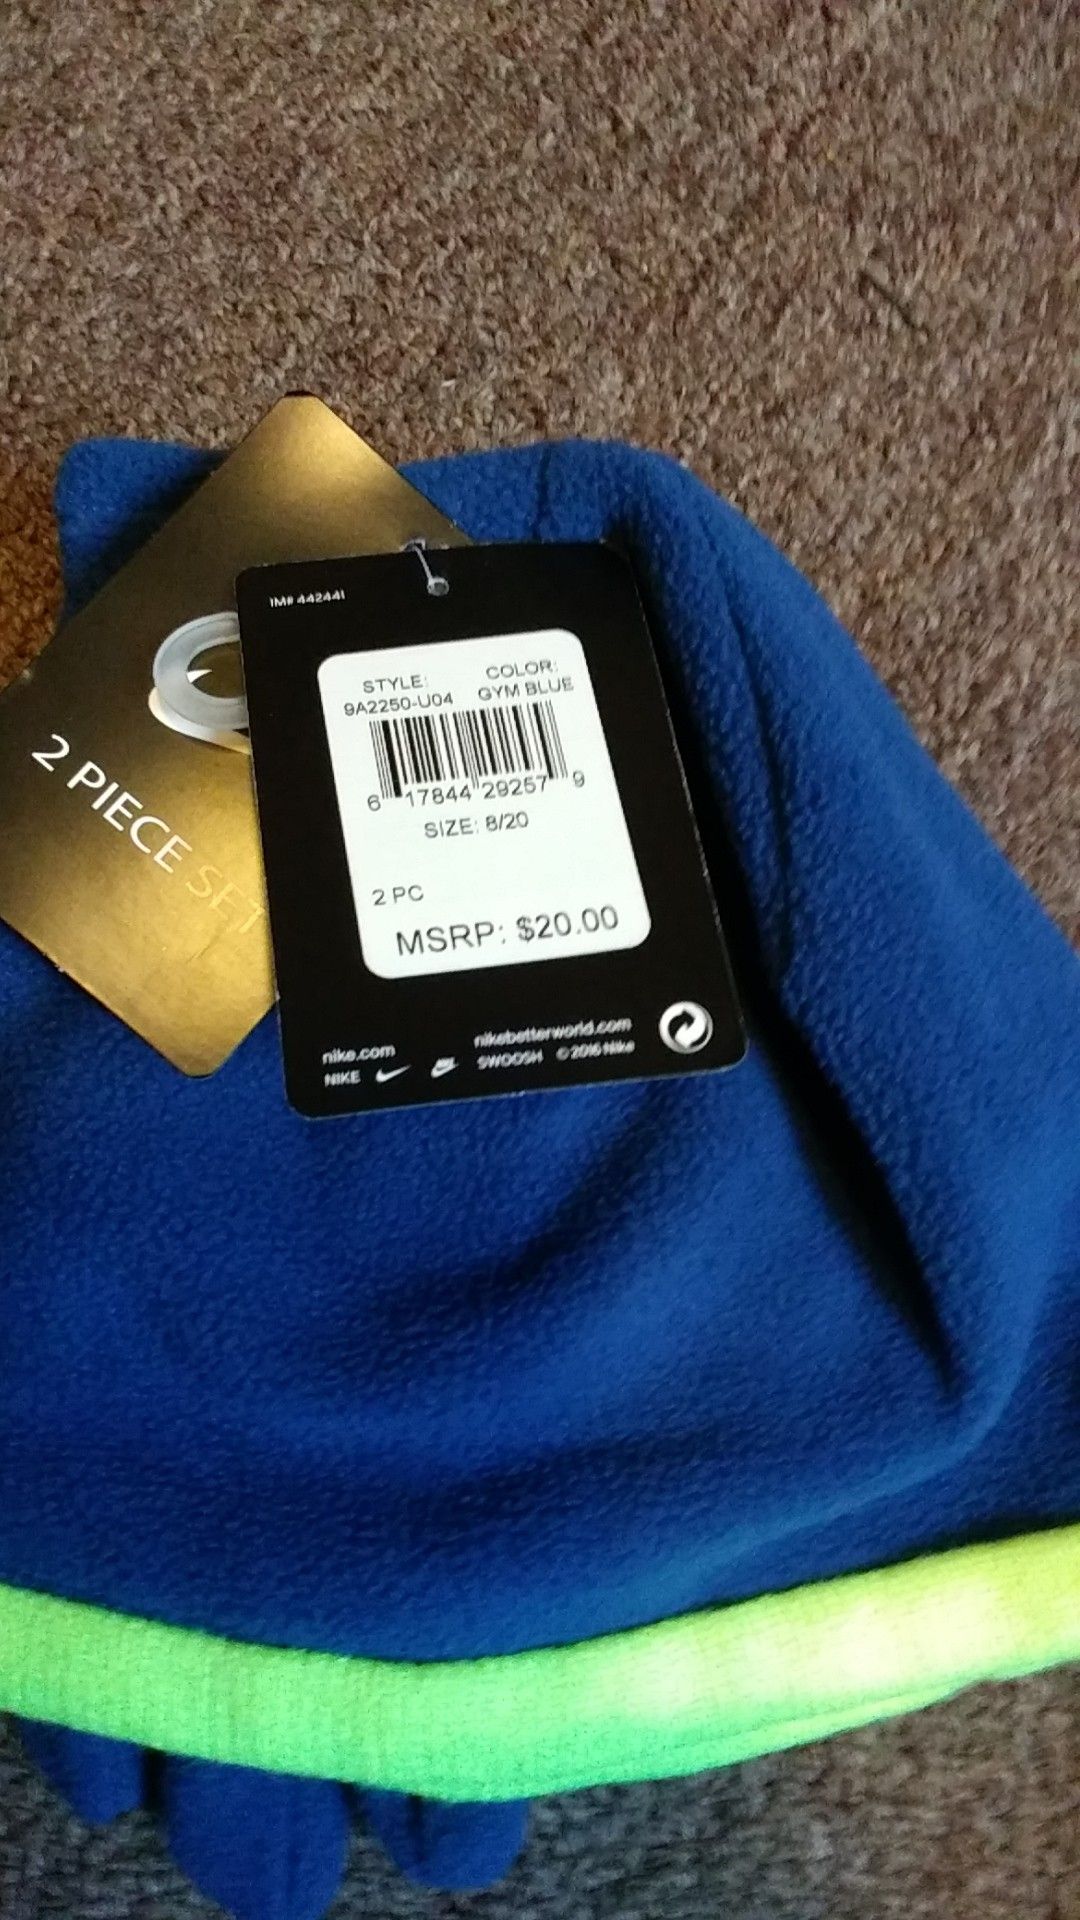 IM# 442441
STYLE: COLOR:
9A2250-U04 GYM BLUE
6 17844 29257 9
SIZE: 8/20
2 PC
MSRP: $20.00
nike.com nikebetterworld.com
NIKE SWOOSH © 2016 Nike
2 PIECE SET